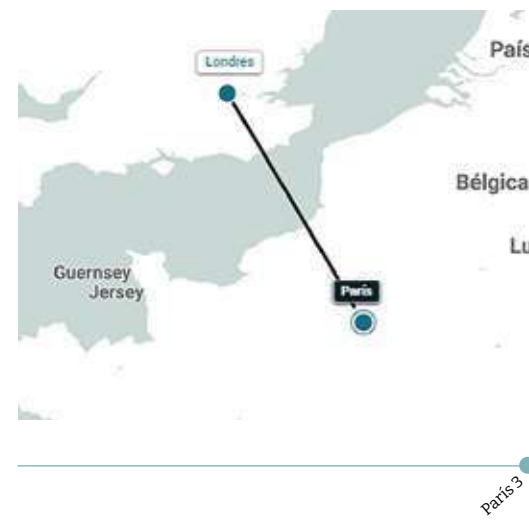 Londres
País
Bélgica
Lu
Guernsey
Jersey
París
París 3